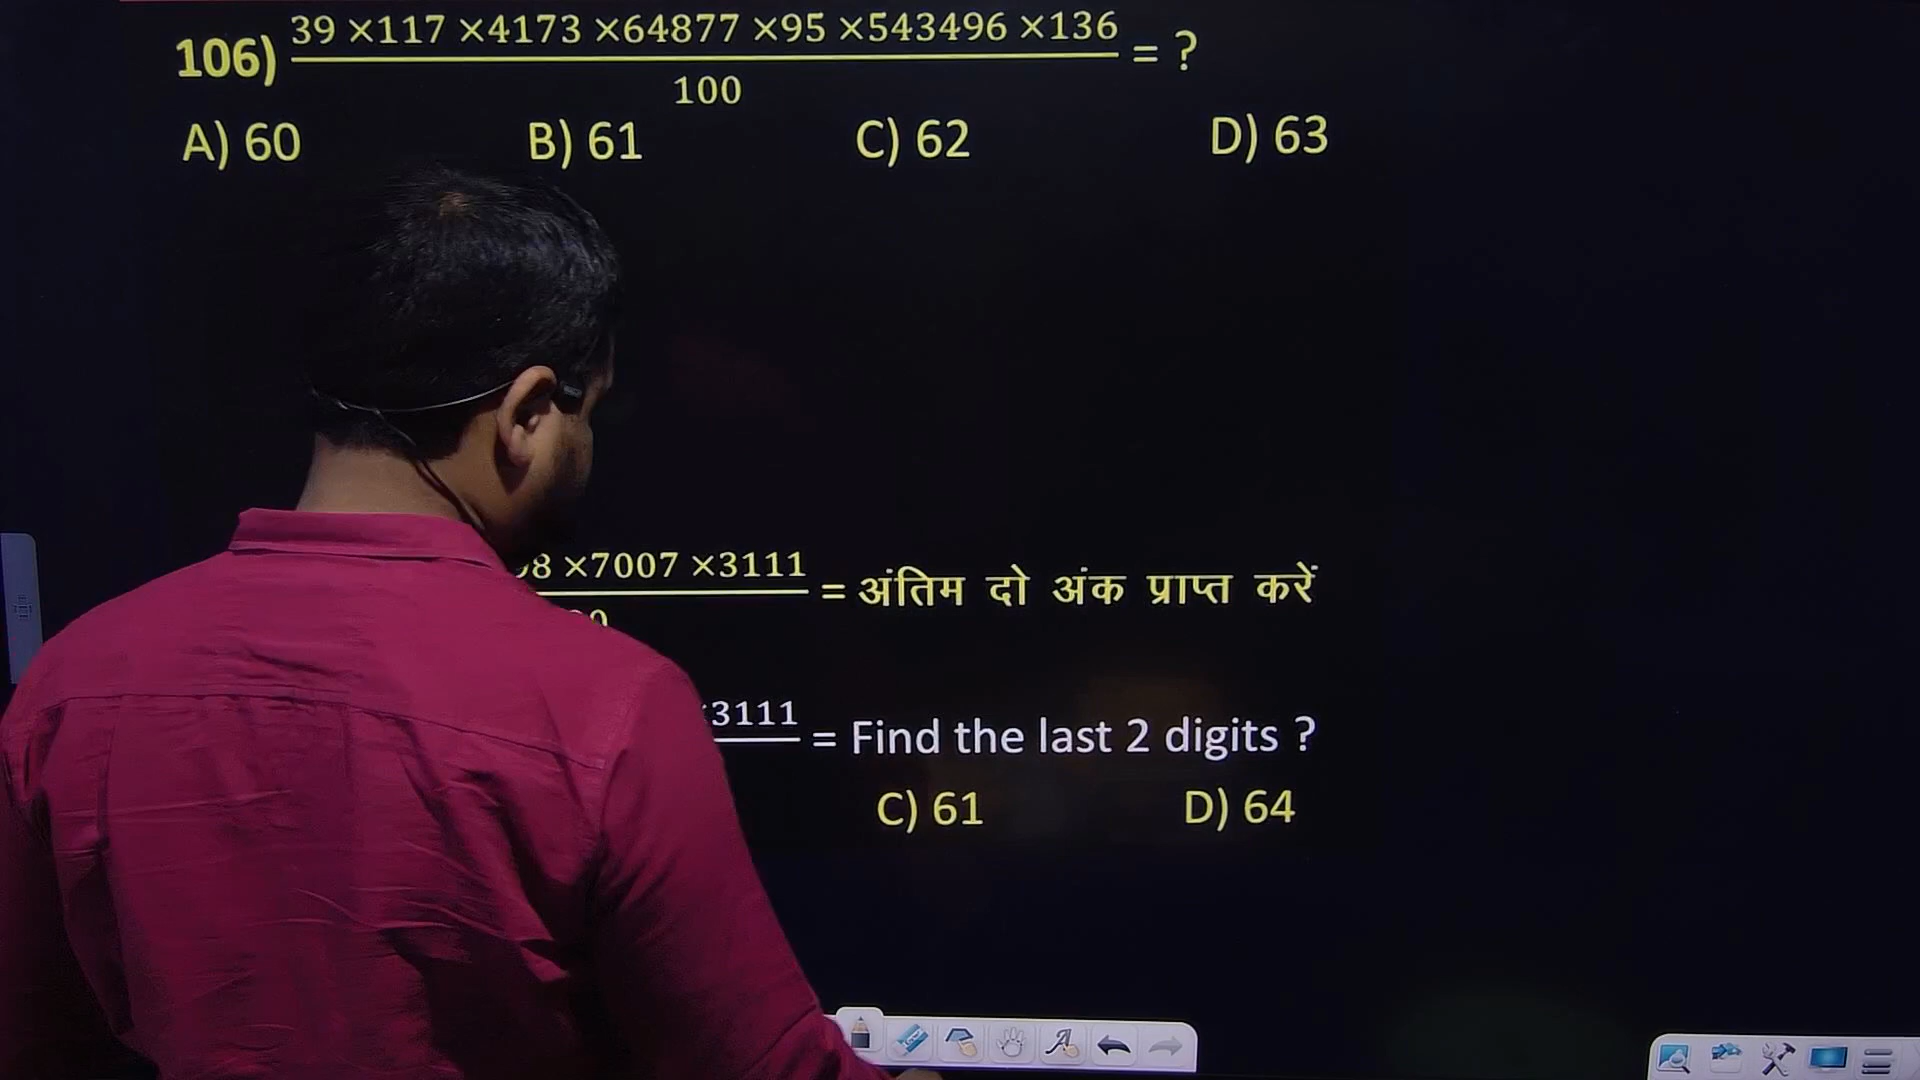 106) 39 ×117 ×4173 ×64877 ×95 ×543496 ×136 / 100 = ?
A) 60 B) 61 C) 62 D) 63
98 ×7007 ×3111 = अंतिम दो अंक प्राप्त करें
×3111 = Find the last 2 digits ?
C) 61 D) 64